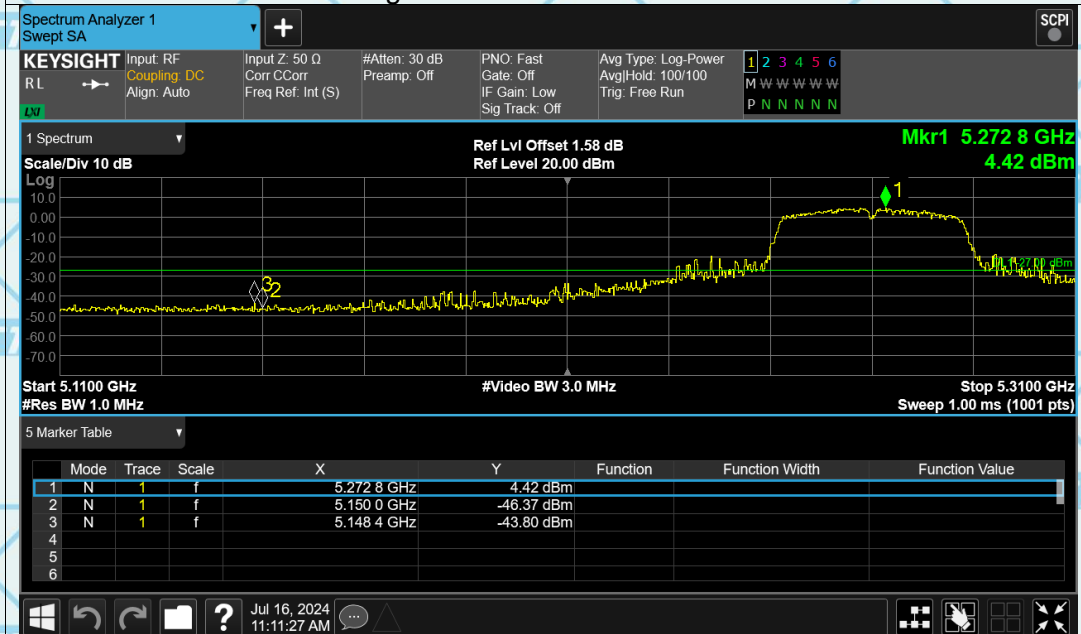 Spectrum Analyzer 1
Swept SA
SCPI
KEYSIGHT
R L
LXI
Input: RF
Coupling: DC
Align: Auto
Input Z: 50 Ω
Corr CCorr
Freq Ref: Int (S)
#Atten: 30 dB
Preamp: Off
PNO: Fast
Gate: Off
IF Gain: Low
Sig Track: Off
Avg Type: Log-Power
Avg|Hold: 100/100
Trig: Free Run
1 2 3 4 5 6
M W W W W W
P N N N N N
1 Spectrum
Scale/Div 10 dB
Ref Lvl Offset 1.58 dB
Ref Level 20.00 dBm
Mkr1 5.272 8 GHz
4.42 dBm
Log
10.0
0.00
-10.0
-20.0
-30.0
-40.0
-50.0
-60.0
-70.0
1
3
2
-27.00 dBm
Start 5.1100 GHz
#Video BW 3.0 MHz
Stop 5.3100 GHz
#Res BW 1.0 MHz
Sweep 1.00 ms (1001 pts)
5 Marker Table
Mode Trace Scale X Y Function Function Width Function Value
1 N 1 f 5.272 8 GHz 4.42 dBm
2 N 1 f 5.150 0 GHz -46.37 dBm
3 N 1 f 5.148 4 GHz -43.80 dBm
4
5
6
?
Jul 16, 2024
11:11:27 AM